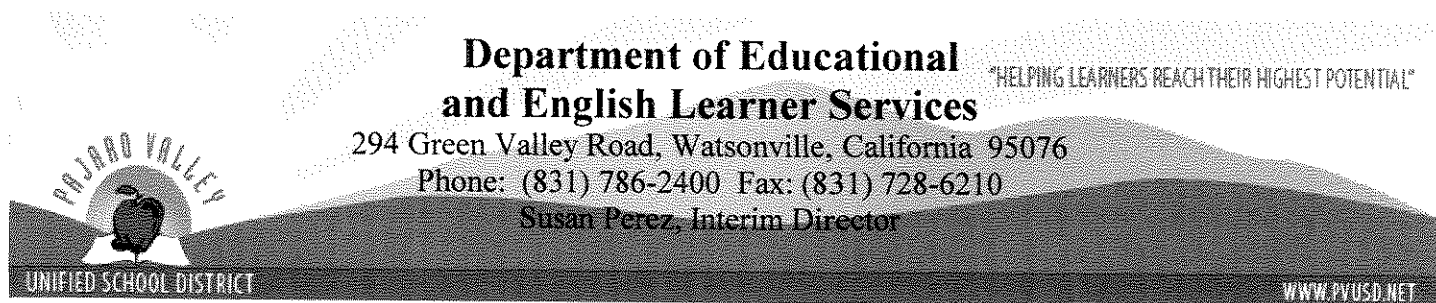 Department of Educational
and English Learner Services
"HELPING LEARNERS REACH THEIR HIGHEST POTENTIAL"
294 Green Valley Road, Watsonville, California 95076
Phone: (831) 786-2400 Fax: (831) 728-6210
Susan Perez, Interim Director
PAJARO VALLEY
UNIFIED SCHOOL DISTRICT
WWW.PVUSD.NET